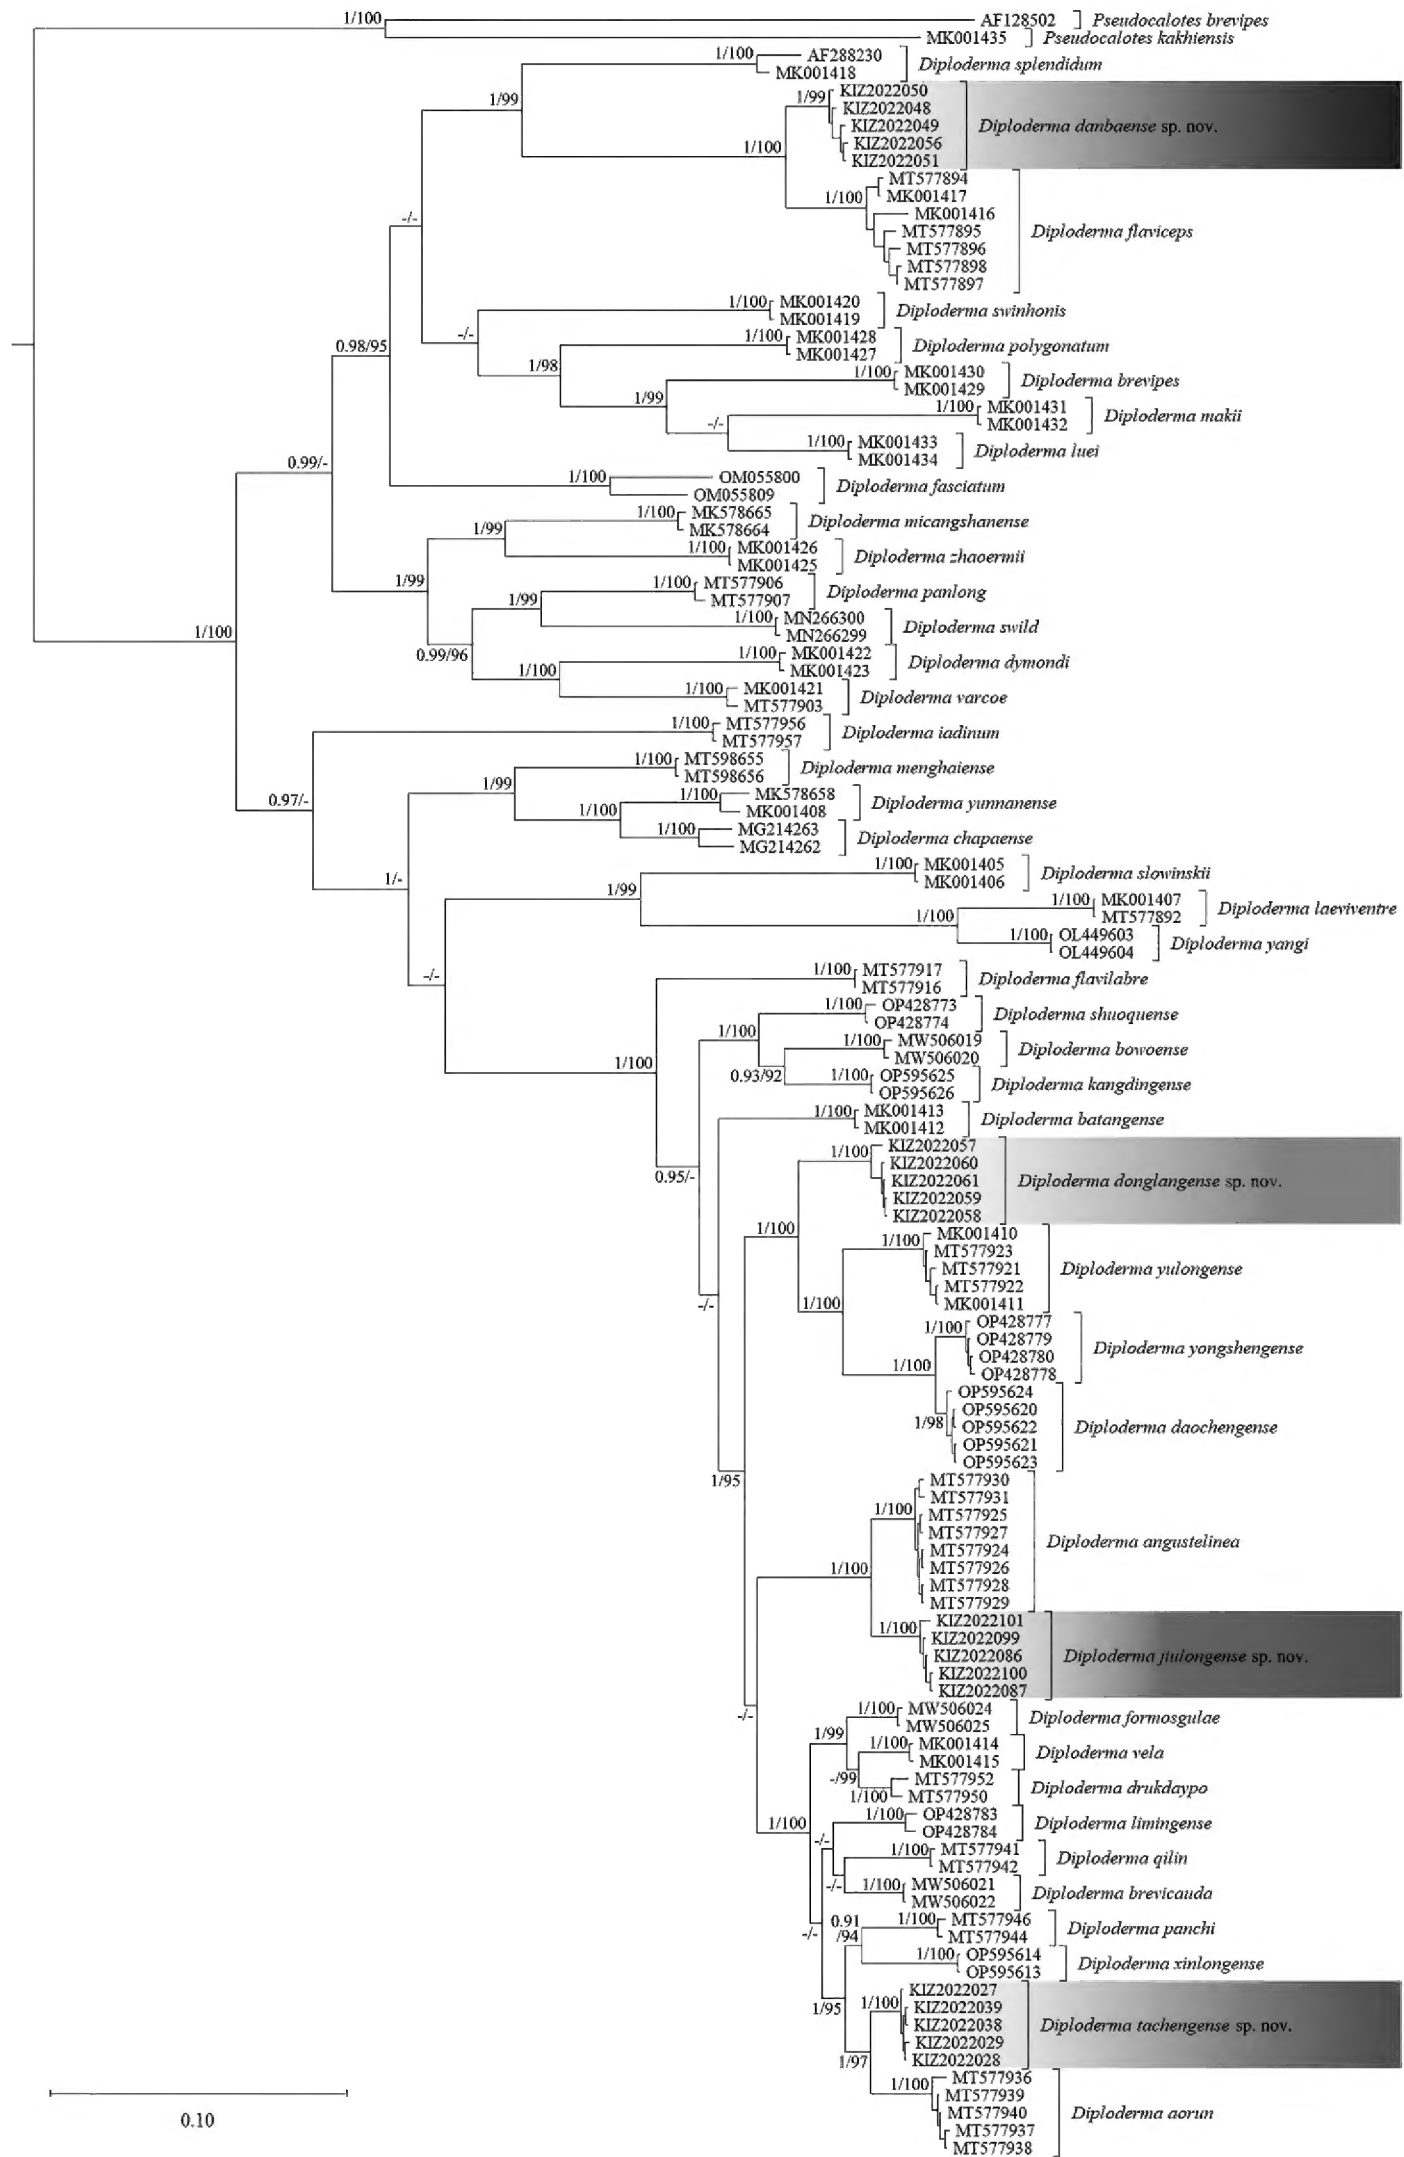 1/100 AF128502 Pseudocalotes brevipes
MK001435 Pseudocalotes kakhiensis
1/100 AF288230 Diploderma splendidum
MK001418
1/99 1/99 KIZ2022050
KIZ2022048
KIZ2022049 Diploderma danbaense sp. nov.
1/100 KIZ2022056
KIZ2022051
MT577894
1/100 MK001417
-/- MK001416
MT577895 Diploderma flaviceps
MT577896
MT577898
MT577897
1/100 MK001420 Diploderma swinhonis
-/- MK001419
0.98/95 1/100 MK001428 Diploderma polygonatum
MK001427
1/98 1/100 MK001430 Diploderma brevipes
MK001429
1/99 1/100 MK001431 Diploderma makii
-/- MK001432
1/100 MK001433 Diploderma luei
0.99/- MK001434
1/100 OM055800 Diploderma fasciatum
OM055809
1/100 MK578665 Diploderma micangshanense
1/99 MK578664
1/100 MK001426 Diploderma zhaoermii
MK001425
1/99 1/100 MT577906 Diploderma panlong
1/99 MT577907
1/100 MN266300 Diploderma swild
1/100 MN266299
0.99/96 1/100 MK001422 Diploderma dymondi
1/100 MK001423
1/100 MK001421 Diploderma varcoe
MT577903
1/100 MT577956 Diploderma iadinum
MT577957
1/100 MT598655 Diploderma menghaiense
1/99 MT598656
0.97/- 1/100 MK578658 Diploderma yunnanense
1/100 MK001408
1/100 MG214263 Diploderma chapaense
MG214262
1/100 MK001405 Diploderma slowinskii
1/- 1/99 MK001406
1/100 MK001407 Diploderma laeviventre
1/100 MT577892
1/100 OL449603 Diploderma yangi
OL449604
-/- 1/100 MT577917 Diploderma flavilabre
MT577916
1/100 OP428773 Diploderma shuoquense
OP428774
1/100 1/100 MW506019 Diploderma bowoense
1/100 MW506020
0.93/92 1/100 OP595625 Diploderma kangdingense
OP595626
1/100 MK001413 Diploderma batangense
MK001412
1/100 KIZ2022057
0.95/- KIZ2022060
KIZ2022061 Diploderma donglangense sp. nov.
KIZ2022059
KIZ2022058
1/100 1/100 MK001410
MT577923
MT577921 Diploderma yulongense
MT577922
-/- 1/100 MK001411
1/100 OP428777
OP428779 Diploderma yongshengense
OP428780
1/100 OP428778
OP595624
OP595620
1/98 OP595622 Diploderma daochengense
OP595621
OP595623
1/95 MT577930
MT577931
1/100 MT577925
MT577927
MT577924 Diploderma angustelinea
1/100 MT577926
MT577928
MT577929
1/100 KIZ2022101
KIZ2022099
KIZ2022086 Diploderma jiulongense sp. nov.
KIZ2022100
KIZ2022087
-/- 1/100 MW506024 Diploderma formosgulae
1/99 MW506025
1/100 MK001414 Diploderma vela
MK001415
-/99 MT577952 Diploderma drukdaypo
1/100 MT577950
1/100 1/100 OP428783 Diploderma limingense
-/- OP428784
1/100 MT577941 Diploderma qilin
MT577942
-/- 1/100 MW506021 Diploderma brevicauda
MW506022
-/- 0.91/94 1/100 MT577946 Diploderma panchi
MT577944
1/100 OP595614 Diploderma xinlongense
OP595613
1/95 1/100 KIZ2022027
KIZ2022039
KIZ2022038 Diploderma tachengense sp. nov.
KIZ2022029
1/97 KIZ2022028
1/100 MT577936
MT577939
MT577940 Diploderma aorun
MT577937
MT577938
0.10